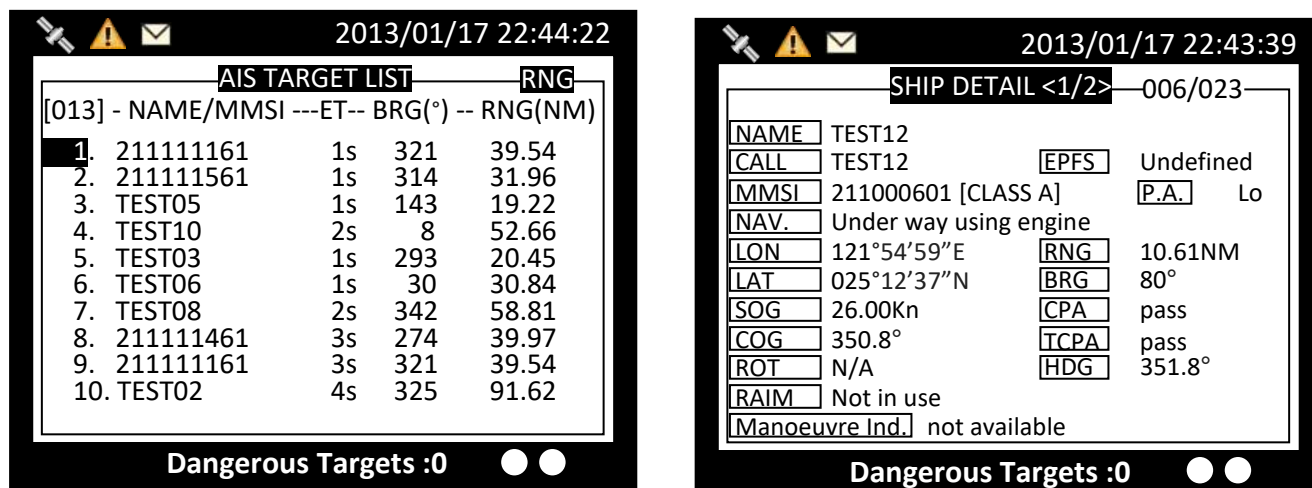 2013/01/17 22:44:22
AIS TARGET LIST RNG
[013] - NAME/MMSI ---ET-- BRG(°) -- RNG(NM)
1. 211111161 1s 321 39.54
2. 211111561 1s 314 31.96
3. TEST05 1s 143 19.22
4. TEST10 2s 8 52.66
5. TEST03 1s 293 20.45
6. TEST06 1s 30 30.84
7. TEST08 2s 342 58.81
8. 211111461 3s 274 39.97
9. 211111161 3s 321 39.54
10. TEST02 4s 325 91.62
Dangerous Targets :0
2013/01/17 22:43:39
SHIP DETAIL <1/2> 006/023
NAME TEST12
CALL TEST12 EPFS Undefined
MMSI 211000601 [CLASS A] P.A. Lo
NAV. Under way using engine
LON 121°54’59”E RNG 10.61NM
LAT 025°12’37”N BRG 80°
SOG 26.00Kn CPA pass
COG 350.8° TCPA pass
ROT N/A HDG 351.8°
RAIM Not in use
Manoeuvre Ind. not available
Dangerous Targets :0